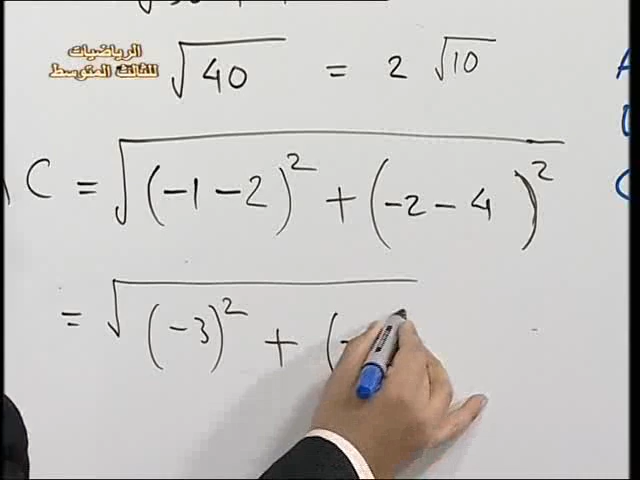 الرياضيات
للثالث المتوسط
√40 = 2 √10
C = √(-1-2)² + (-2-4)²
= √(-3)² + (-